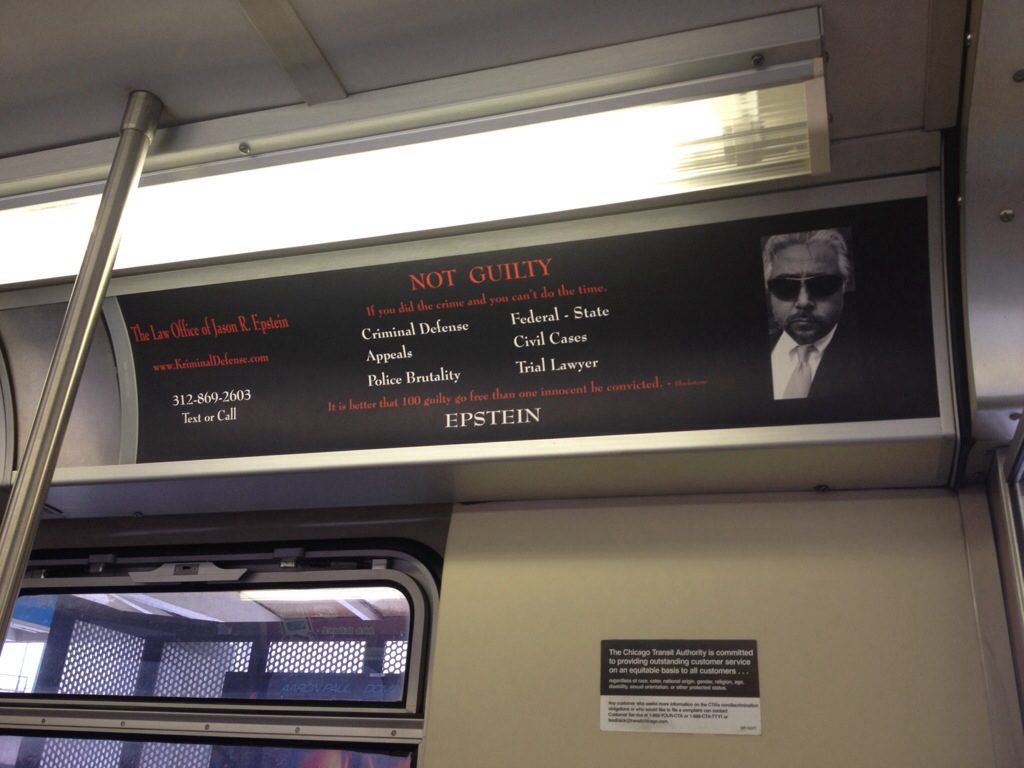 NOT GUILTY
If you did the crime and you can't do the time.
The Law Office of Jason R. Epstein
www.KriminalDefense.com
312-869-2603
Text or Call
Criminal Defense
Appeals
Police Brutality
Federal - State
Civil Cases
Trial Lawyer
It is better that 100 guilty go free than one innocent be convicted. -
EPSTEIN
AARON PAUL
The Chicago Transit Authority is committed
to providing outstanding customer service
on an equitable basis to all customers . . .
regardless of race, color, national origin, gender, religion, age,
disability, sexual orientation, or other protected status.
Any customer who seeks more information on the CTA's nondiscrimination
obligations or who would like to file a complaint can contact
Customer Service at 1-888-YOUR-CTA or 1-888-CTA-TTY1 or
feedback@transitchicago.com.